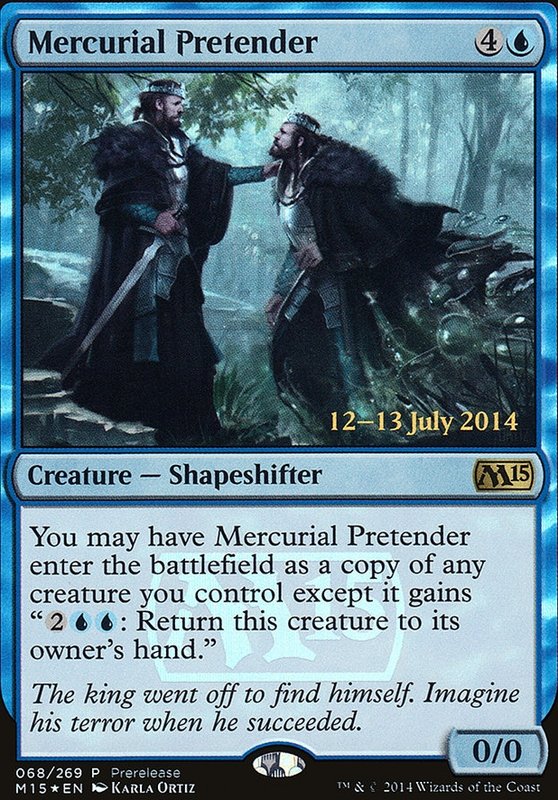 Mercurial Pretender 4
12–13 July 2014
Creature — Shapeshifter M15
You may have Mercurial Pretender
enter the battlefield as a copy of any
creature you control except it gains
“2: Return this creature to its
owner’s hand.”
The king went off to find himself. Imagine
his terror when he succeeded.
0/0
068/269 P Prerelease
M15★EN Karla Ortiz
™ & © 2014 Wizards of the Coast